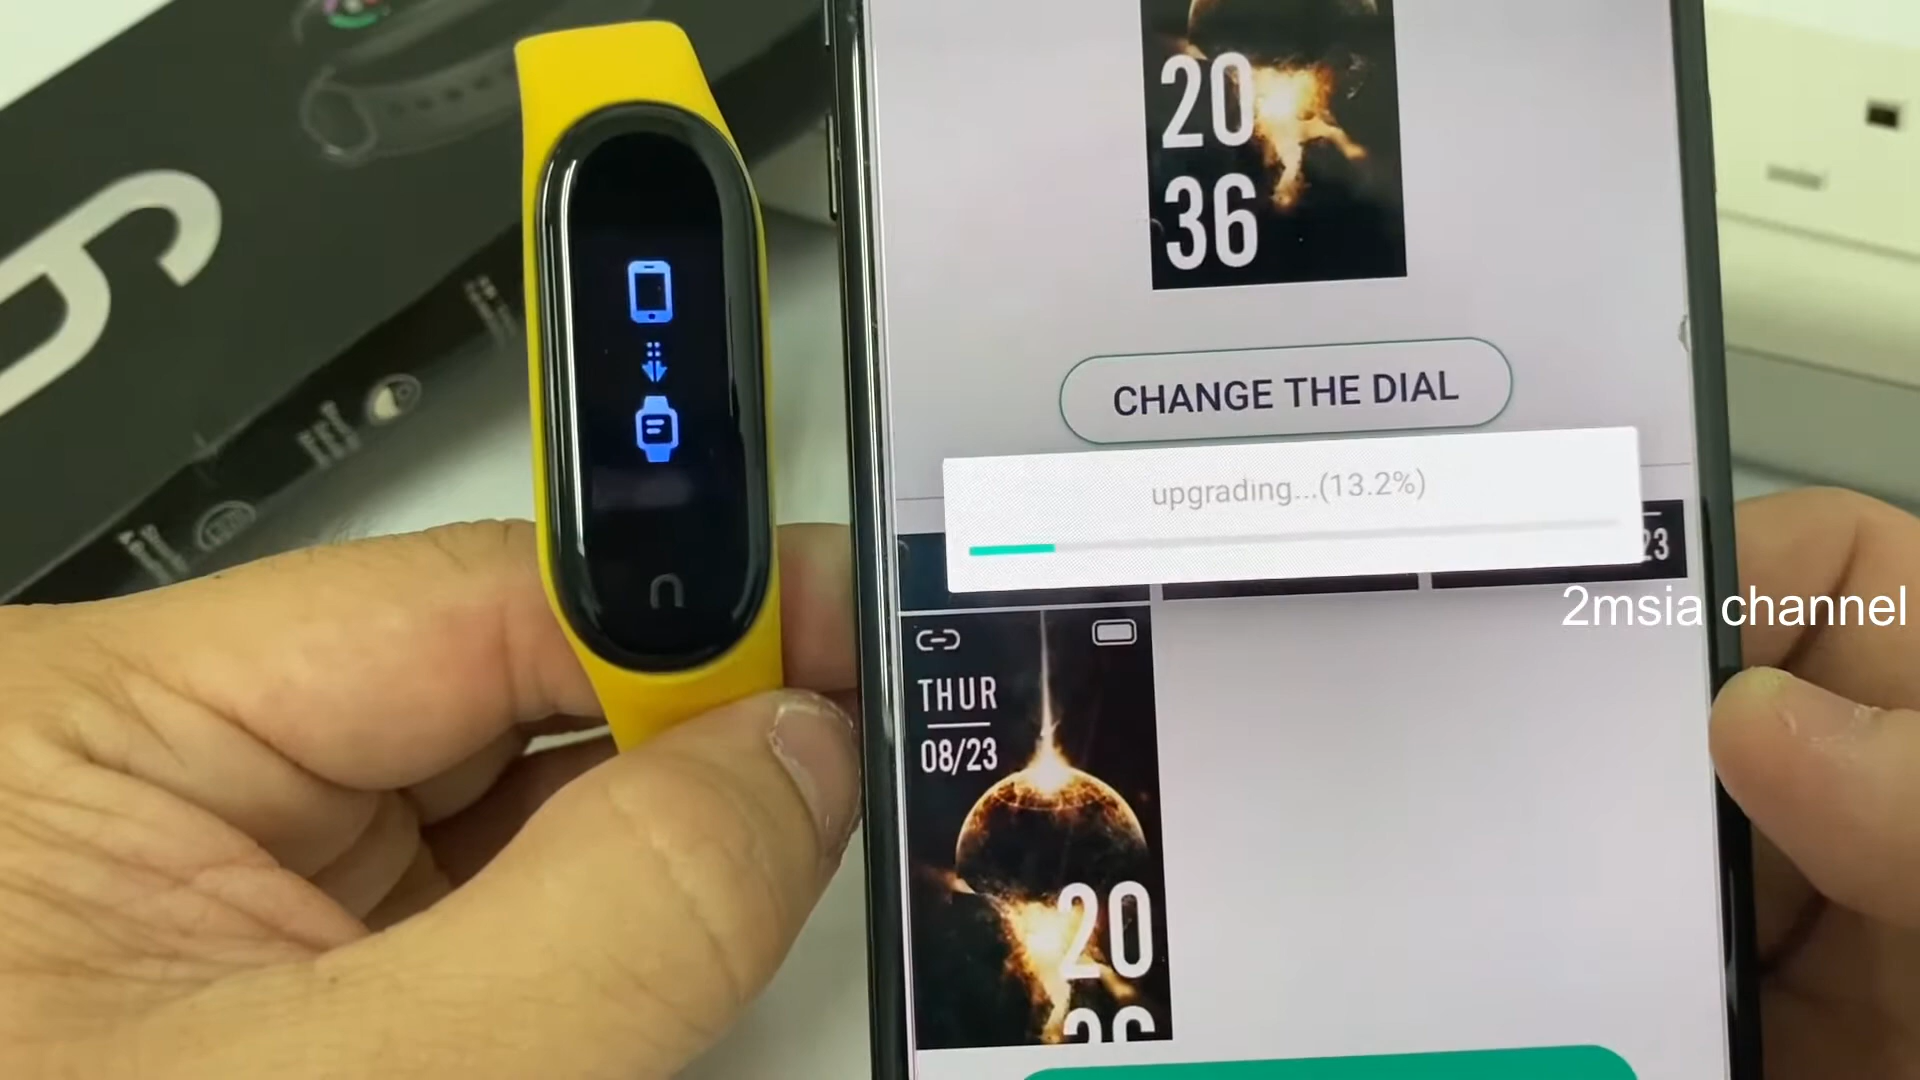 20
36
CHANGE THE DIAL
upgrading...(13.2%)
23
2msia channel
THUR
08/23
20